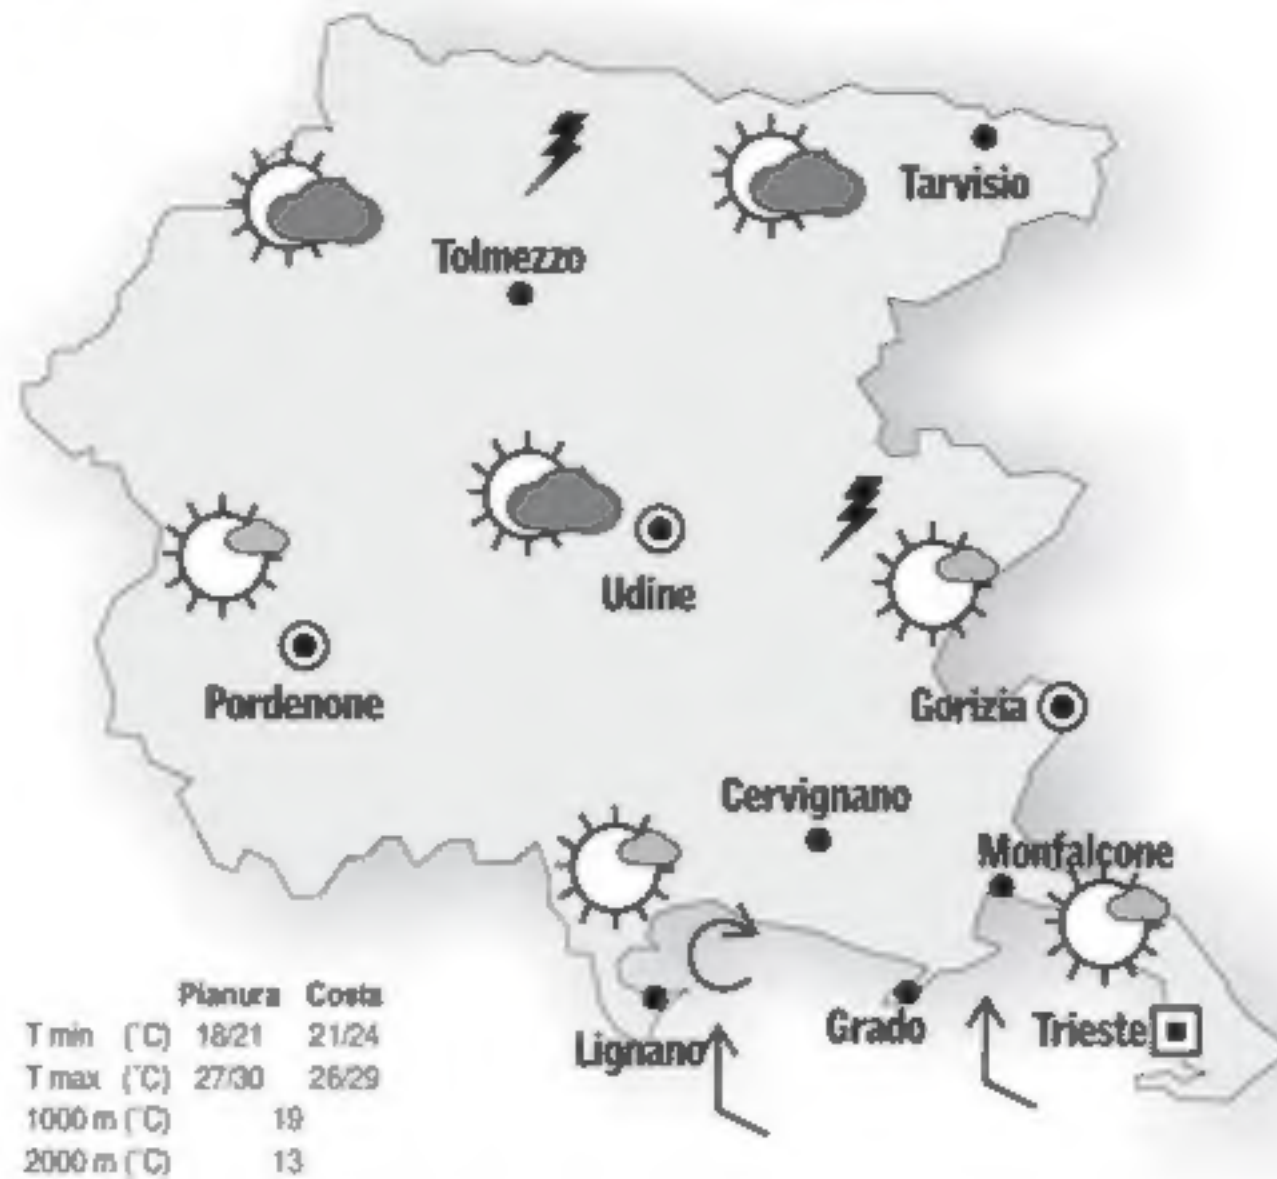 Tarvisio
Tolmezzo
Udine
Pordenone
Gorizia
Cervignano
Monfalcone
Grado
Trieste
Lignano
Pianura Costa
T min (°C) 18/21 21/24
T max (°C) 27/30 26/29
1000 m (°C) 19
2000 m (°C) 13